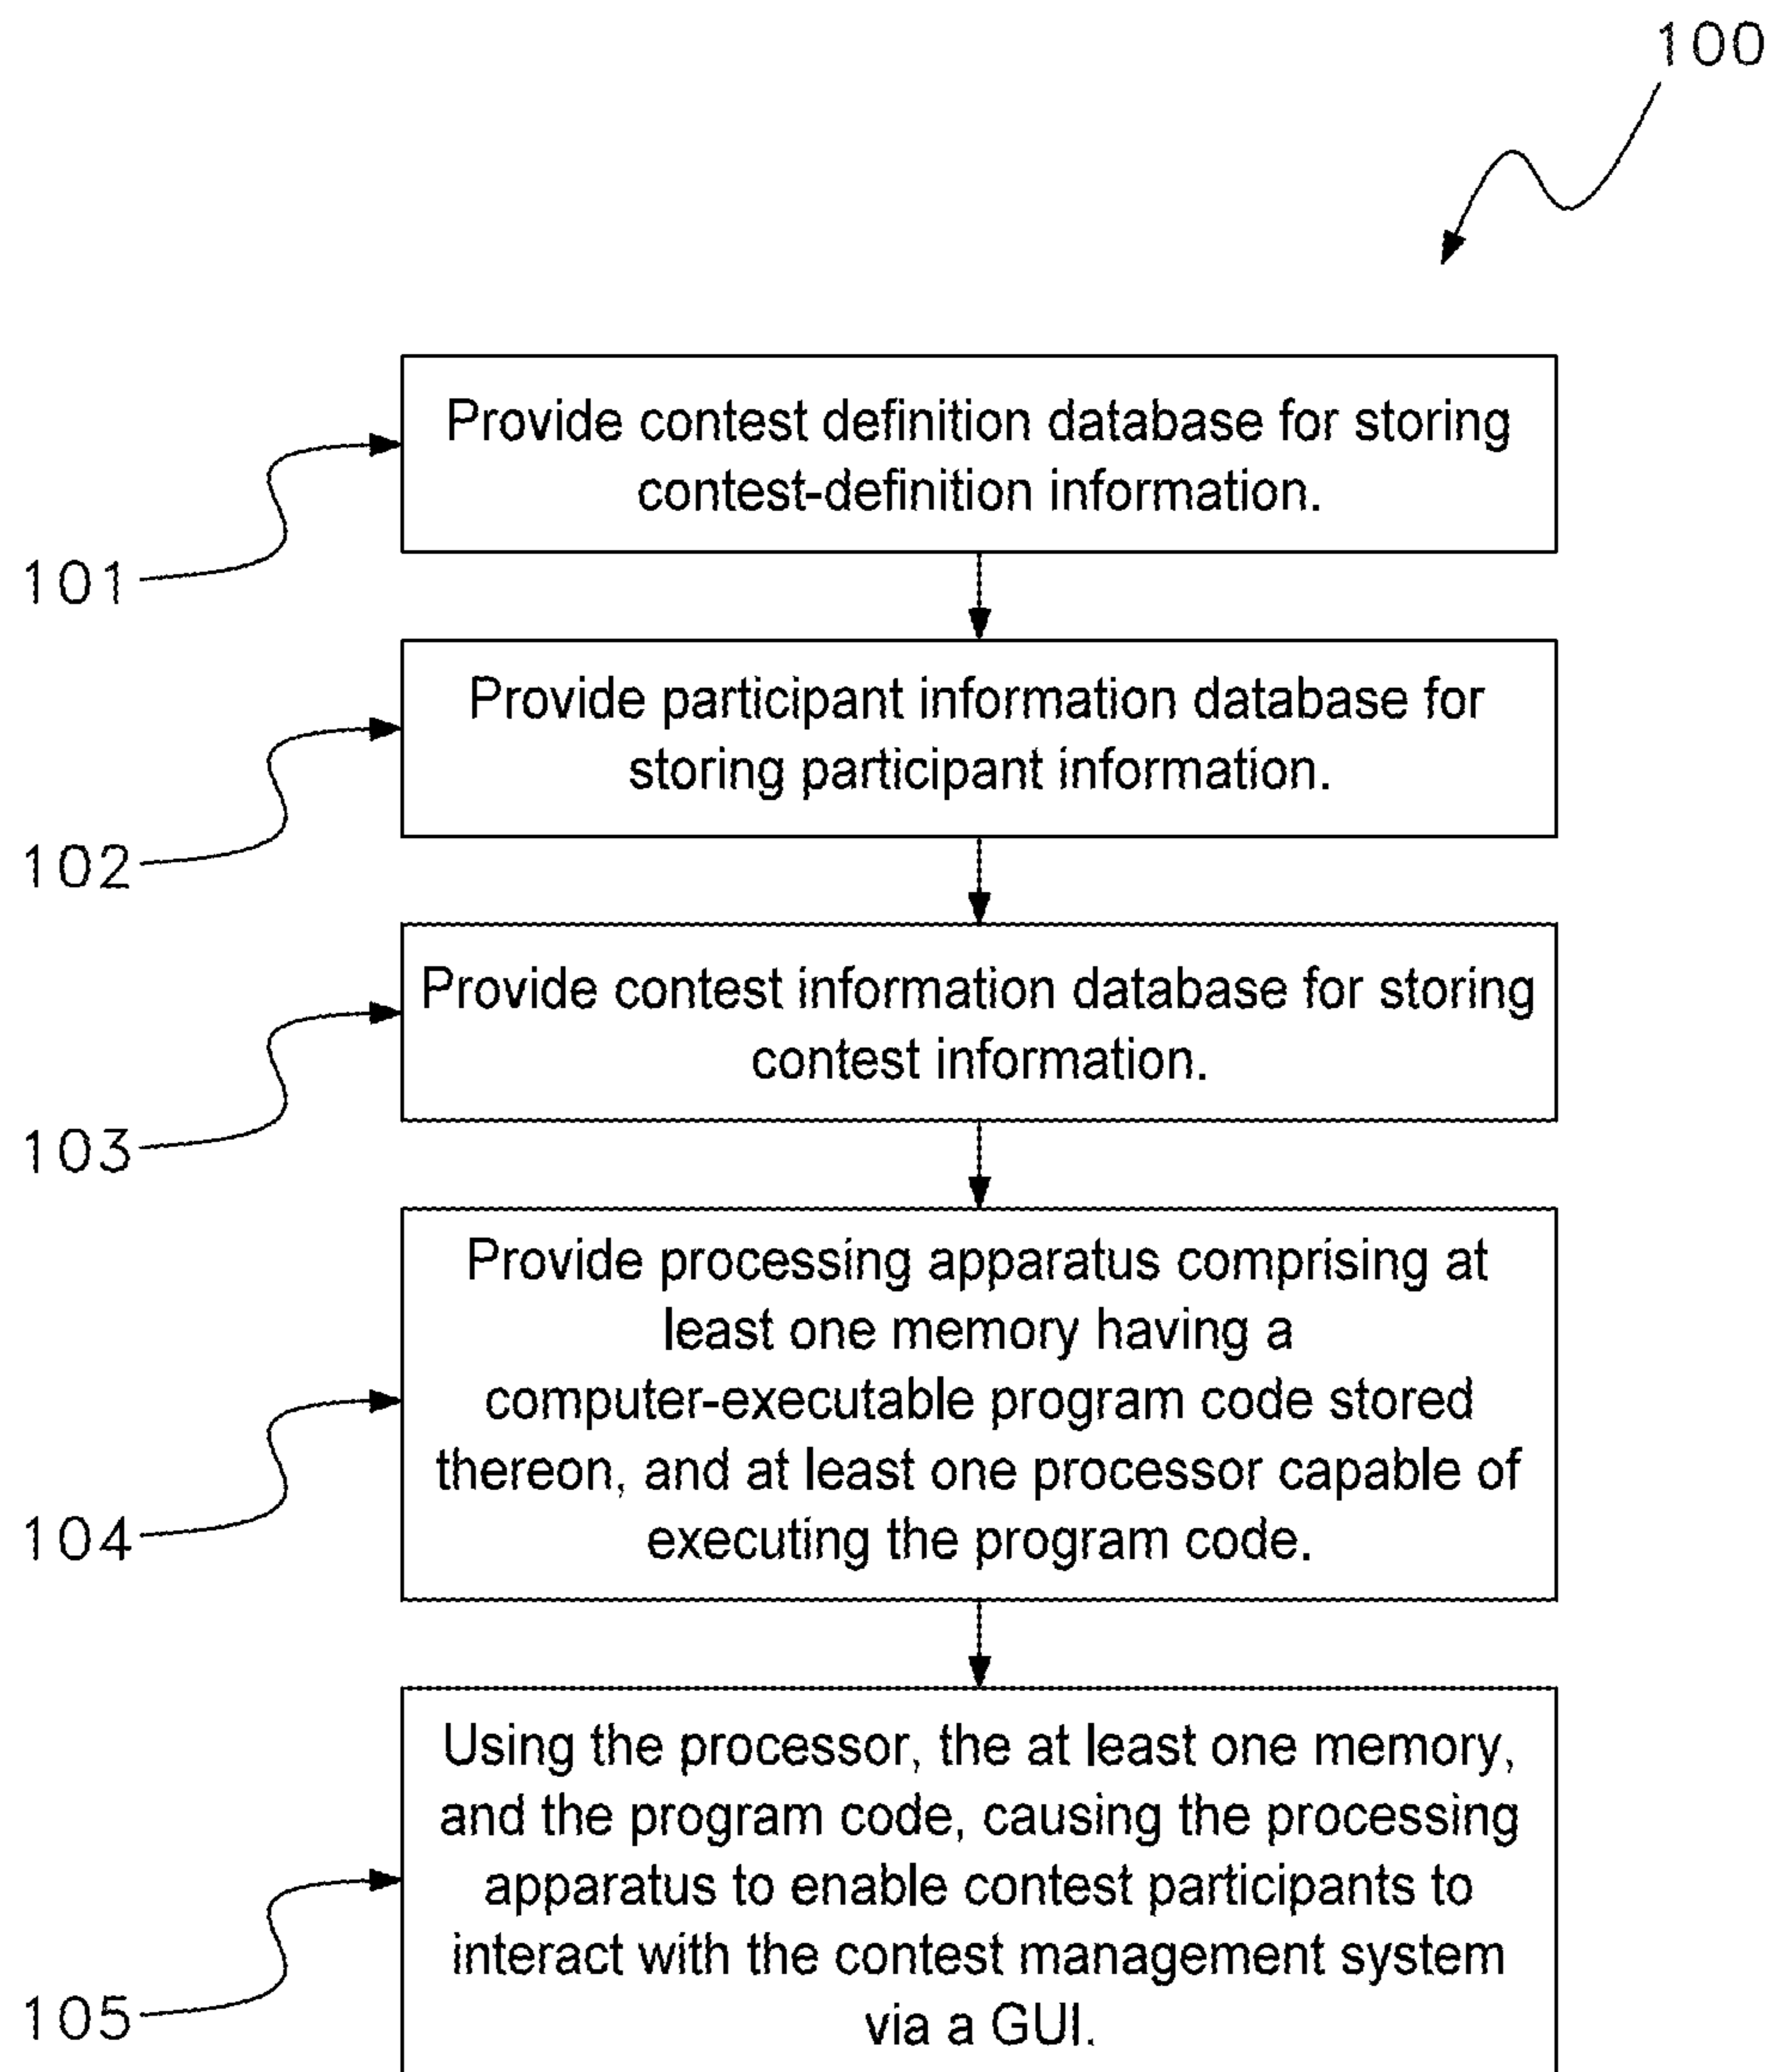 100
Provide contest definition database for storing
contest-definition information.
101
Provide participant information database for
storing participant information.
102
Provide contest information database for storing
contest information.
103
Provide processing apparatus comprising at
least one memory having a
computer-executable program code stored
thereon, and at least one processor capable of
executing the program code.
104
Using the processor, the at least one memory,
and the program code, causing the processing
apparatus to enable contest participants to
interact with the contest management system
via a GUI.
105